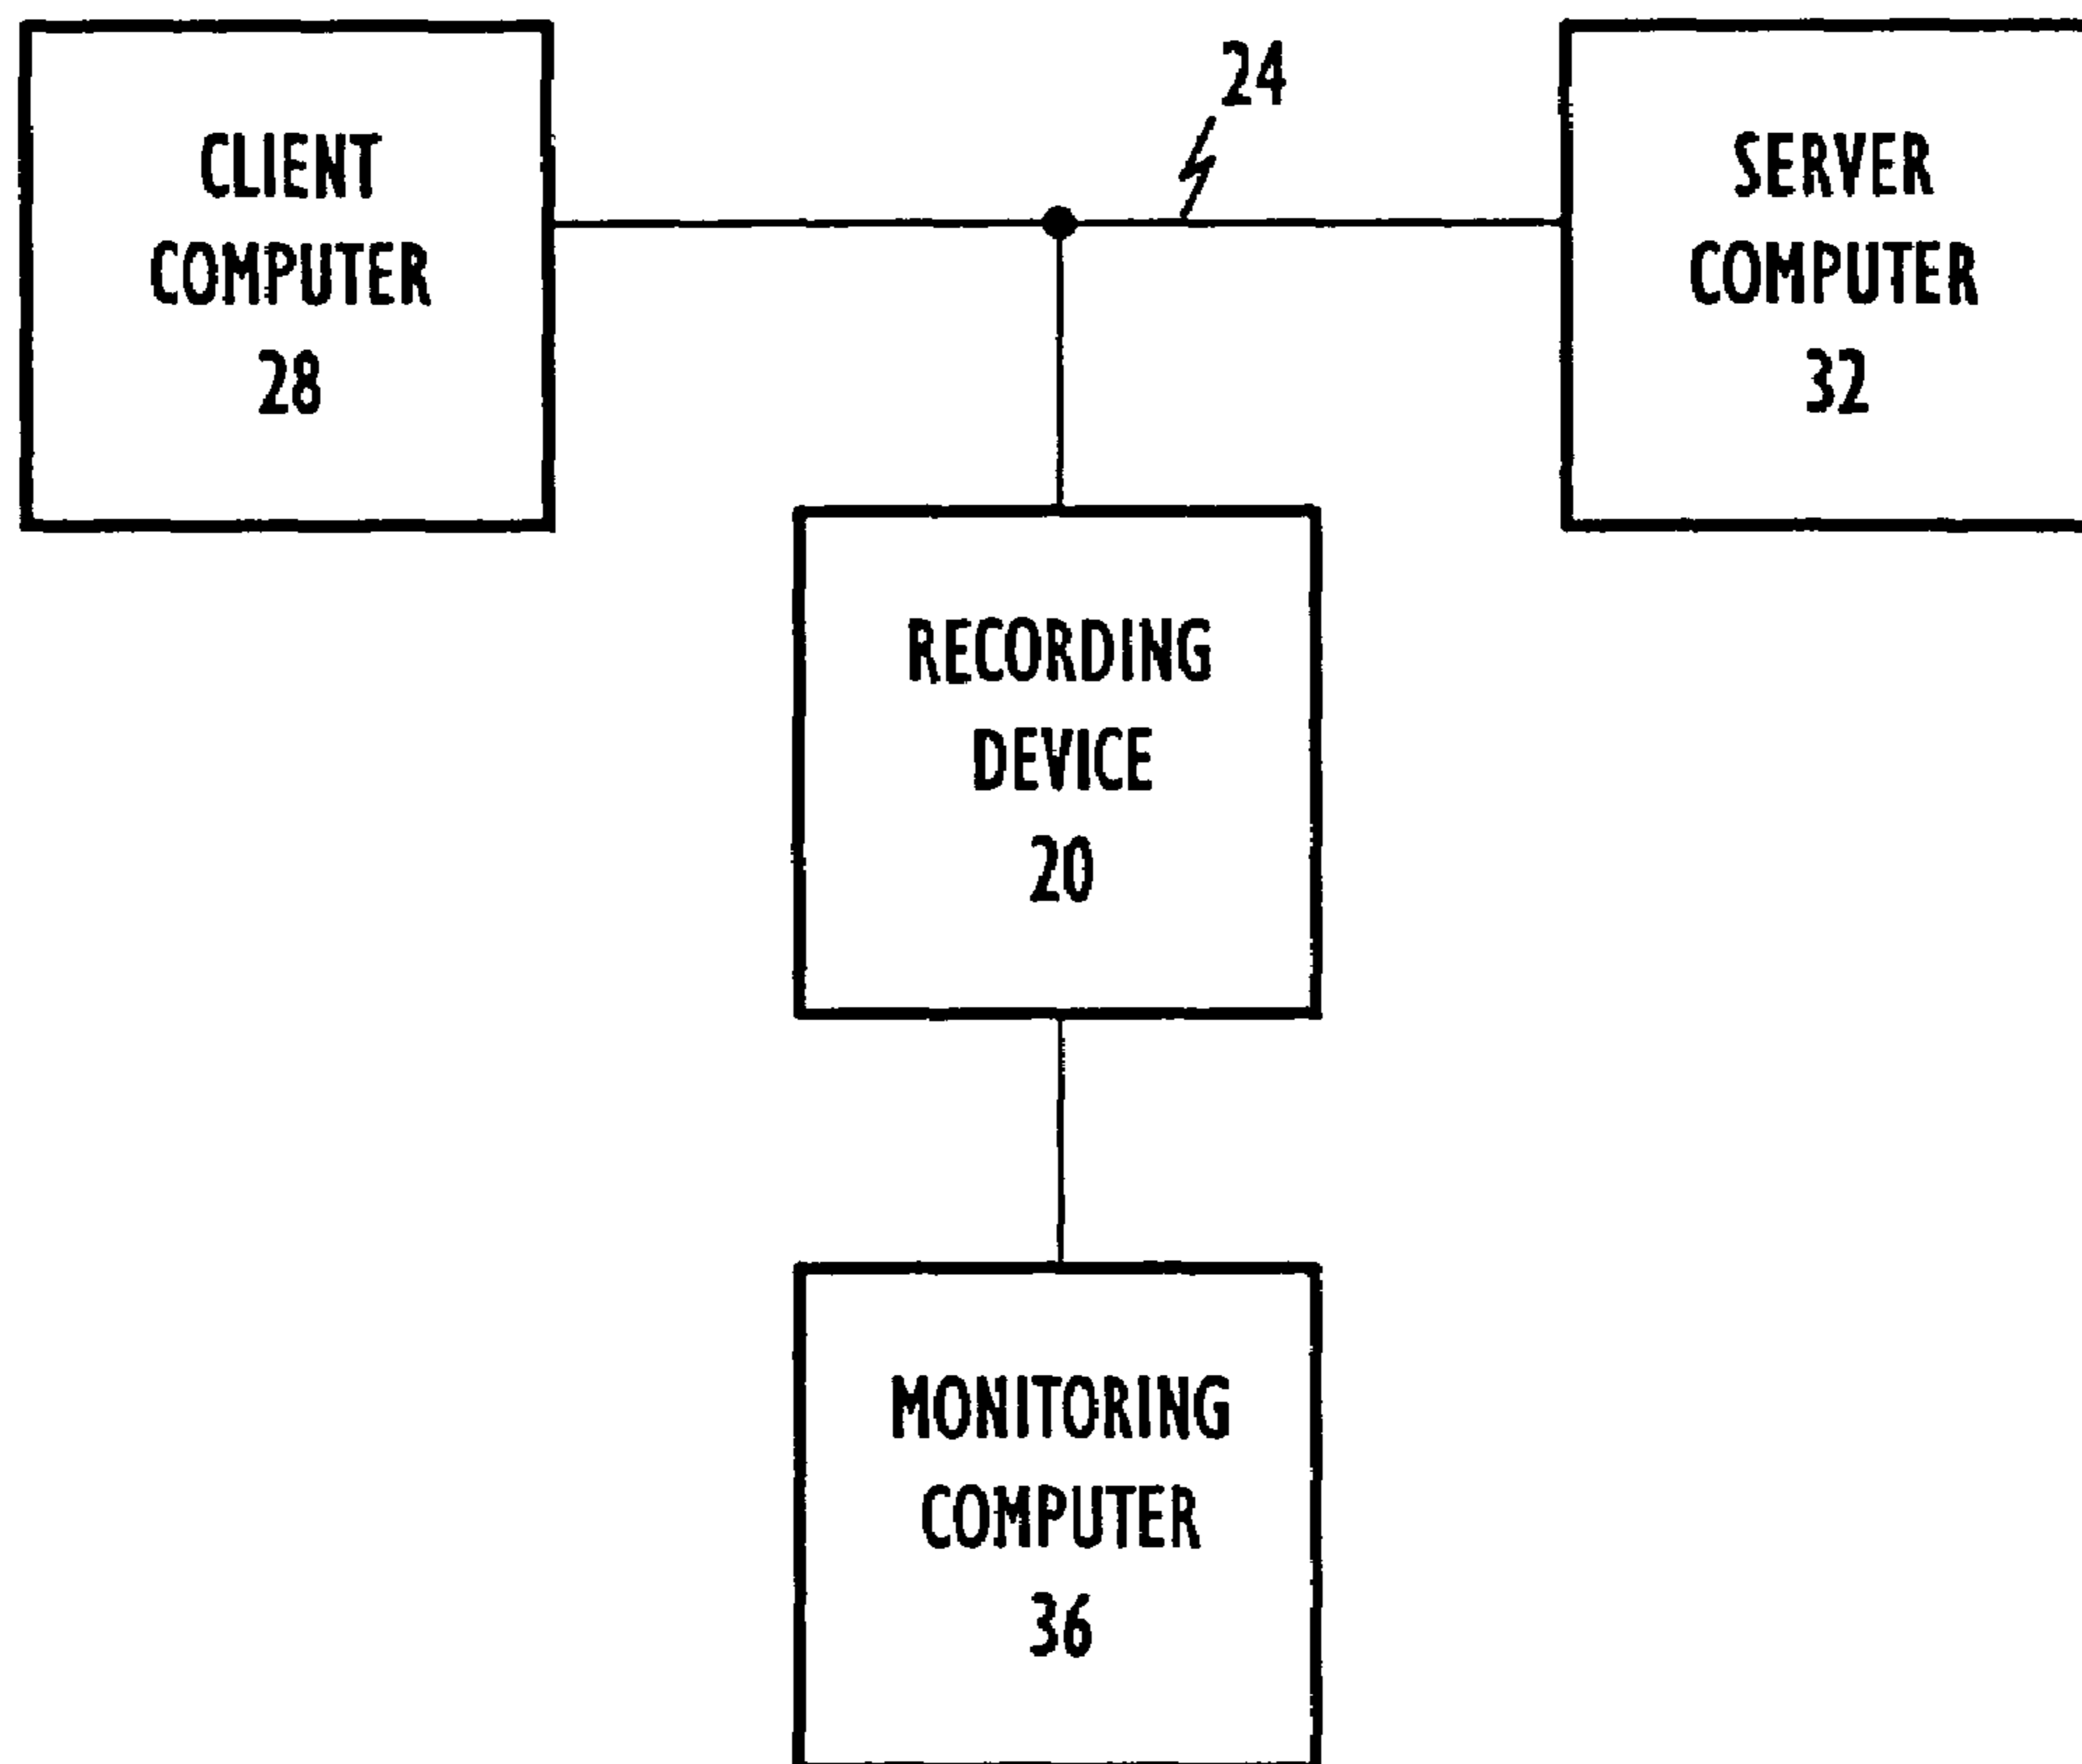 24
CLIENT
COMPUTER
28
SERVER
COMPUTER
32
RECORDING
DEVICE
20
MONITORING
COMPUTER
36